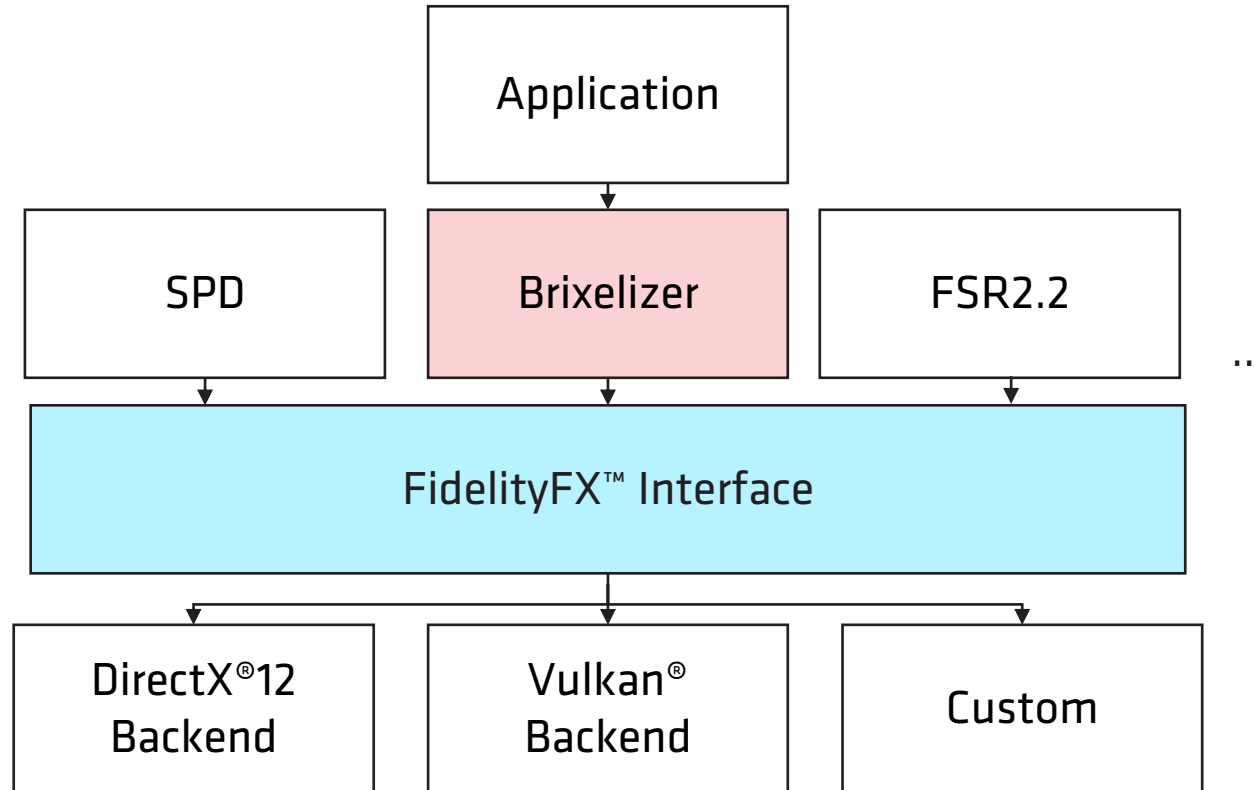 Application
SPD
Brixelizer
FSR2.2
..
FidelityFX™ Interface
DirectX®12
Backend
Vulkan®
Backend
Custom